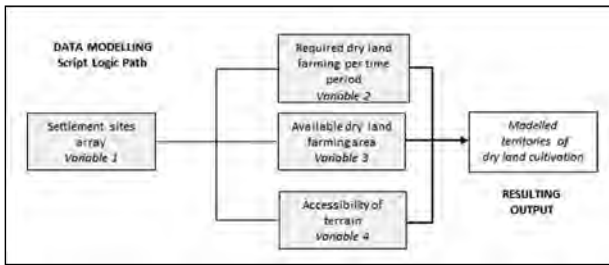 DATA MODELLING
Script Logic Path
Settlement sites
array
Variable 1
Required dry land
farming per time
period
Variable 2
Available dry land
farming area
Variable 3
Accessibility of
terrain
Variable 4
Modelled
territories of
dry land cultivation
RESULTING
OUTPUT